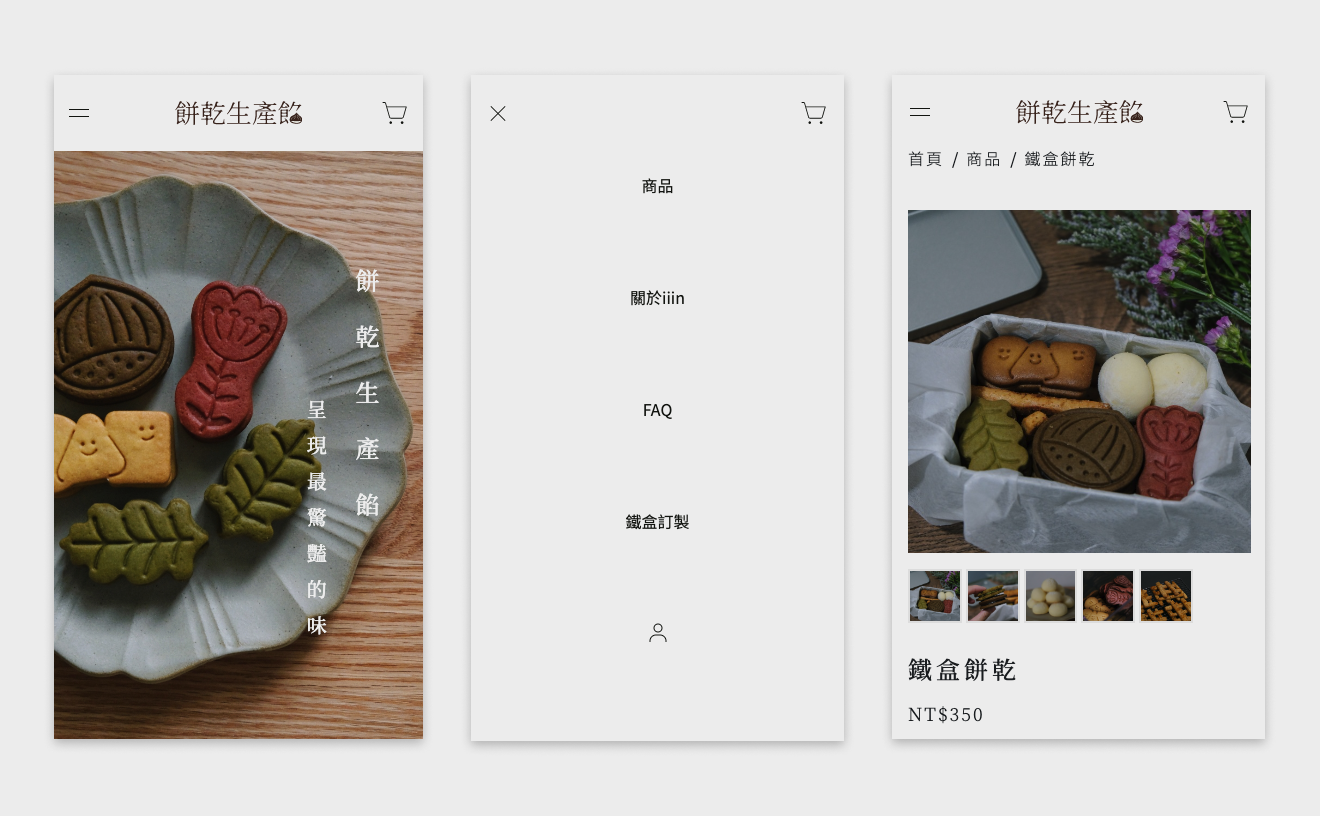 餅乾生產餡
餅乾生產餡
呈現最驚豔的味
商品
關於iiin
FAQ
鐵盒訂製
餅乾生產餡
首頁 / 商品 / 鐵盒餅乾
鐵盒餅乾
NT$350